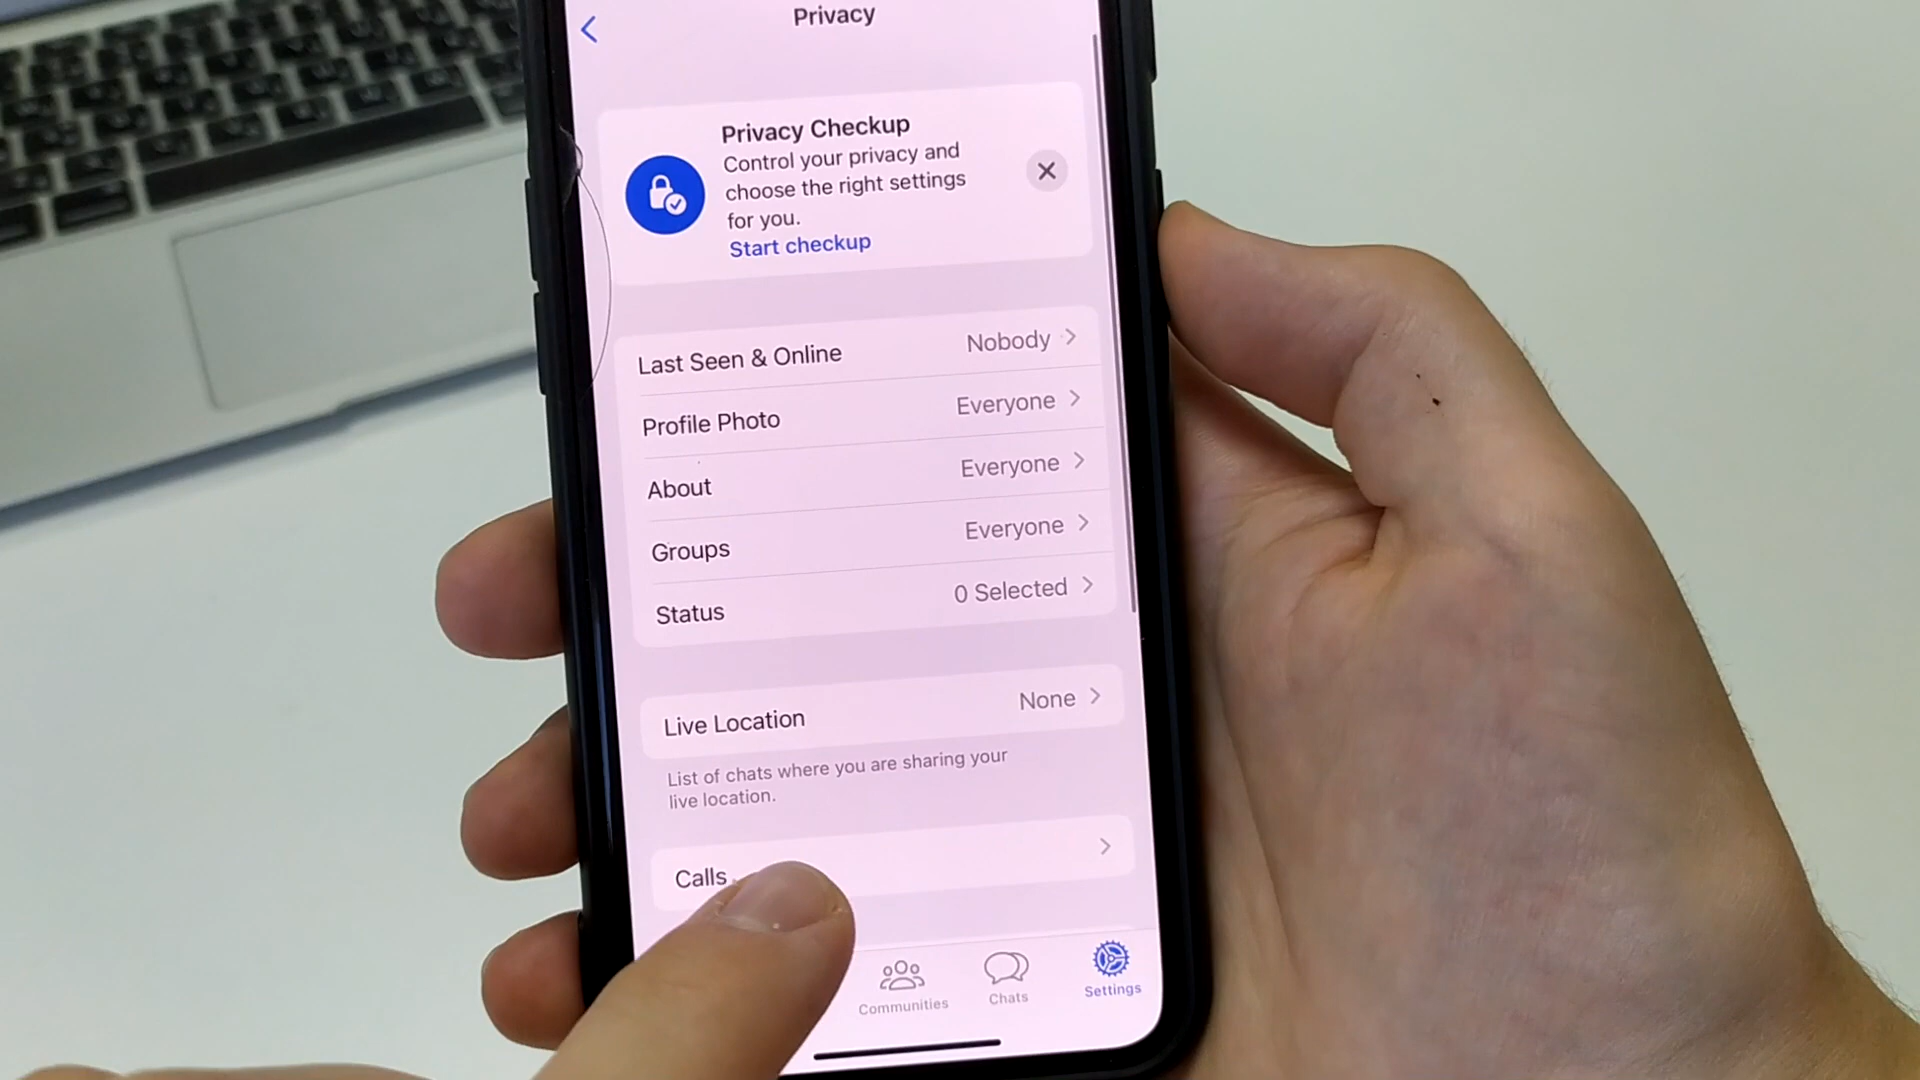 Privacy
Privacy Checkup
Control your privacy and
choose the right settings
for you.
Start checkup
Last Seen & Online Nobody
Profile Photo Everyone
About Everyone
Groups Everyone
Status 0 Selected
Live Location None
List of chats where you are sharing your
live location.
Calls
Communities Chats Settings